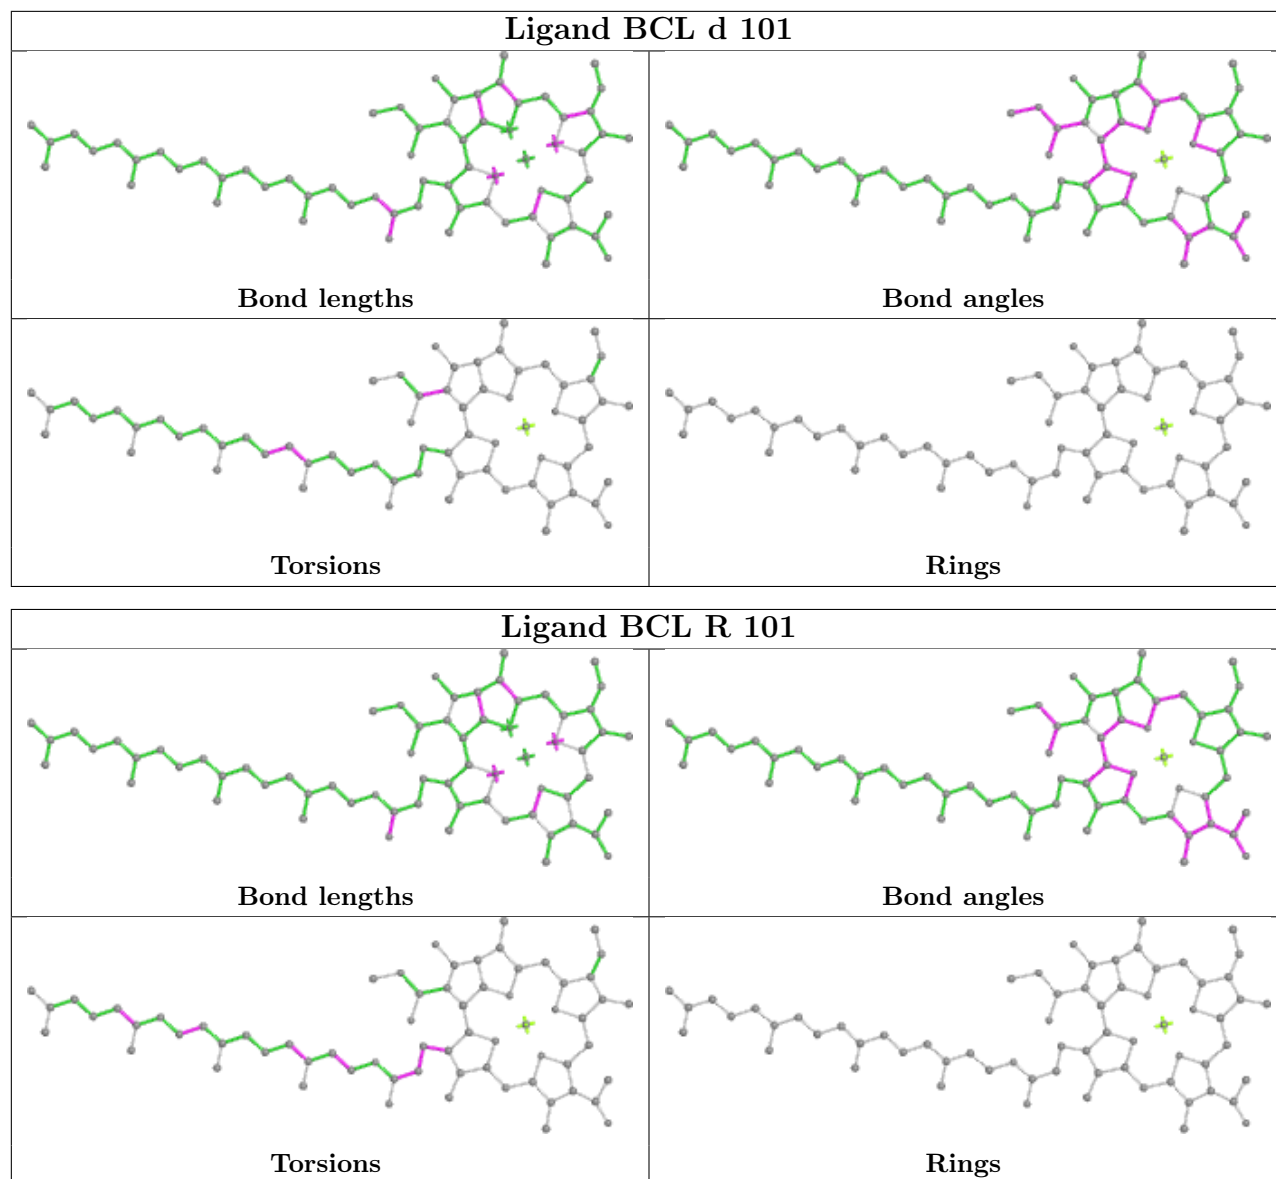 Ligand BCL d 101
Bond lengths
Bond angles
Torsions
Rings
Ligand BCL R 101
Bond lengths
Bond angles
Torsions
Rings